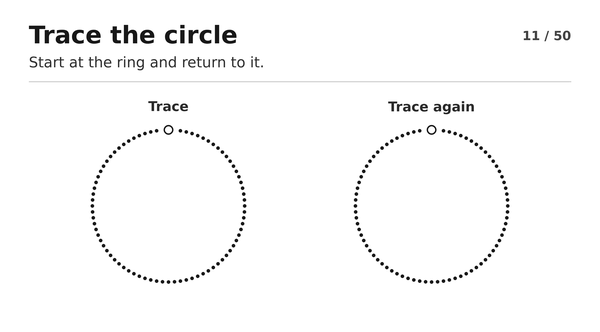 Trace the circle
11 / 50
Start at the ring and return to it.
Trace
Trace again